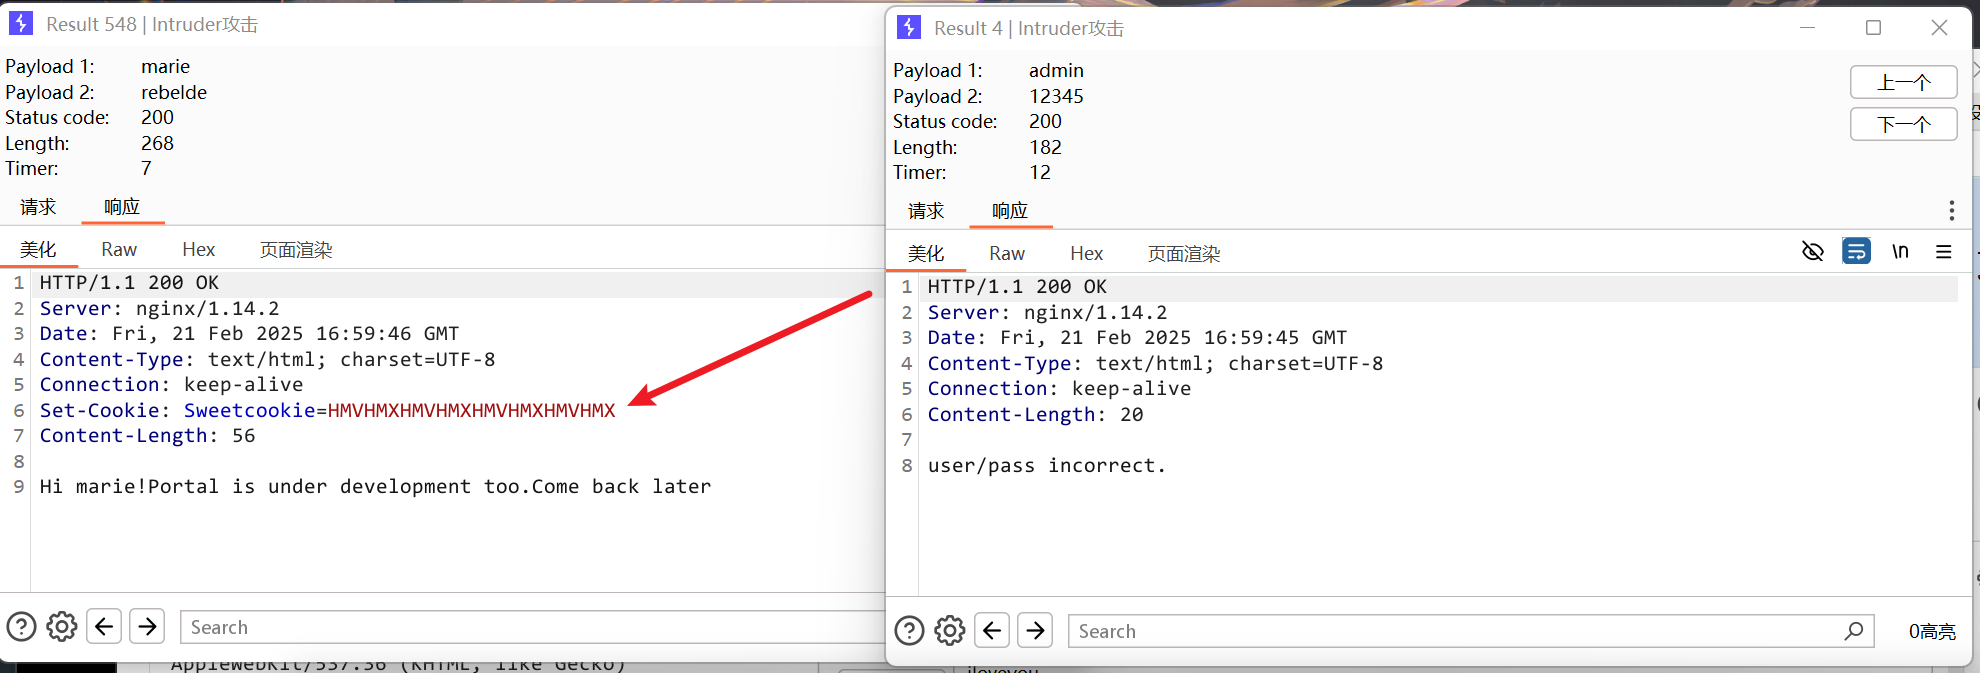 Result 548 | Intruder攻击
Payload 1: marie
Payload 2: rebelde
Status code: 200
Length: 268
Timer: 7
请求 响应
美化 Raw Hex 页面渲染
1 HTTP/1.1 200 OK
2 Server: nginx/1.14.2
3 Date: Fri, 21 Feb 2025 16:59:46 GMT
4 Content-Type: text/html; charset=UTF-8
5 Connection: keep-alive
6 Set-Cookie: Sweetcookie=HMVHMXHMVHMXHMVHMXHMVHMX
7 Content-Length: 56
8
9 Hi marie!Portal is under development too.Come back later
Search
AppleWebKit/537.36 (KHTML, like Gecko)
Result 4 | Intruder攻击
Payload 1: admin
Payload 2: 12345
Status code: 200
Length: 182
Timer: 12
上一个
下一个
请求 响应
美化 Raw Hex 页面渲染
\n
1 HTTP/1.1 200 OK
2 Server: nginx/1.14.2
3 Date: Fri, 21 Feb 2025 16:59:45 GMT
4 Content-Type: text/html; charset=UTF-8
5 Connection: keep-alive
6 Content-Length: 20
7
8 user/pass incorrect.
Search
0高亮
iloveyou